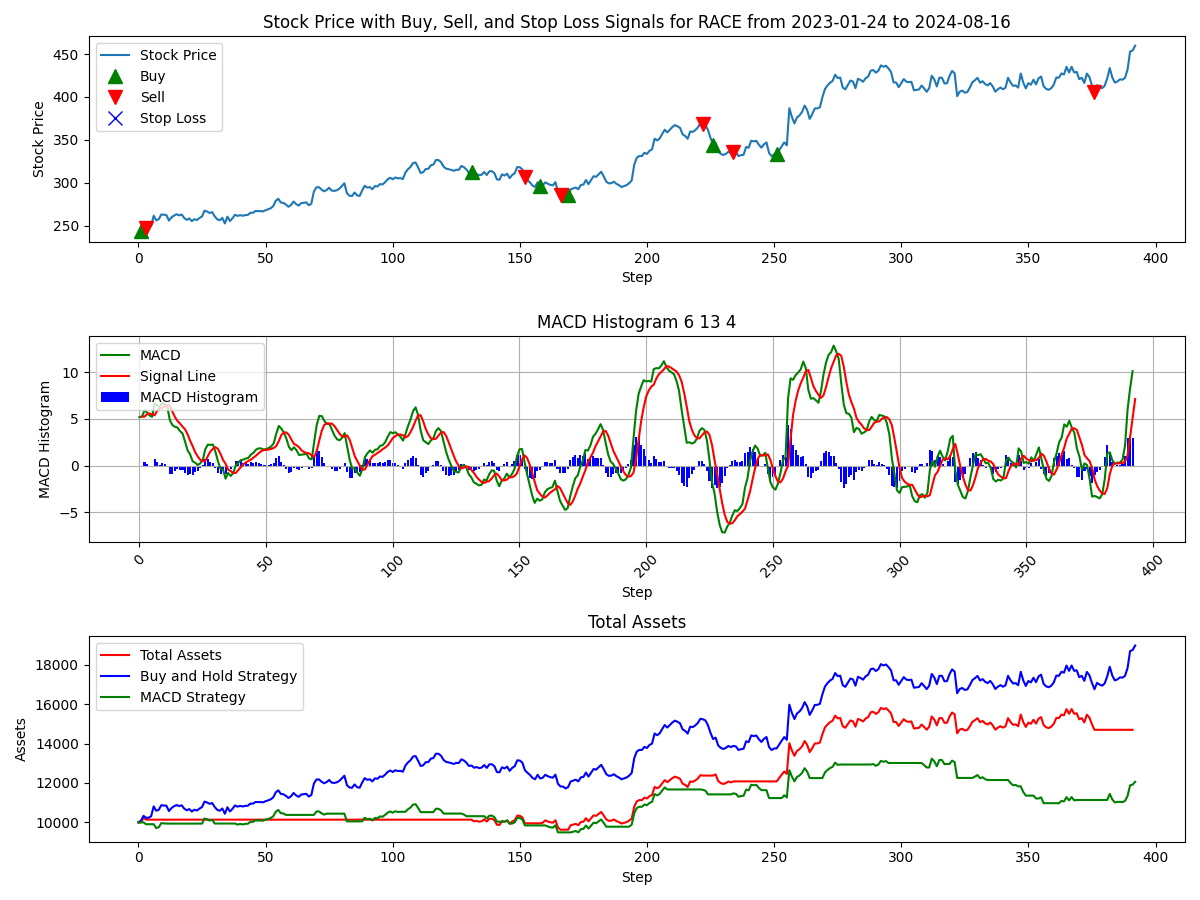 Stock Price with Buy, Sell, and Stop Loss Signals for RACE from 2023-01-24 to 2024-08-16
Stock Price
Buy
Sell
Stop Loss
Stock Price
450
400
350
300
250
0 50 100 150 200 250 300 350 400
Step
MACD Histogram 6 13 4
MACD
Signal Line
MACD Histogram
MACD Histogram
10
5
0
−5
0 50 100 150 200 250 300 350 400
Step
Total Assets
Total Assets
Buy and Hold Strategy
MACD Strategy
Assets
18000
16000
14000
12000
10000
0 50 100 150 200 250 300 350 400
Step